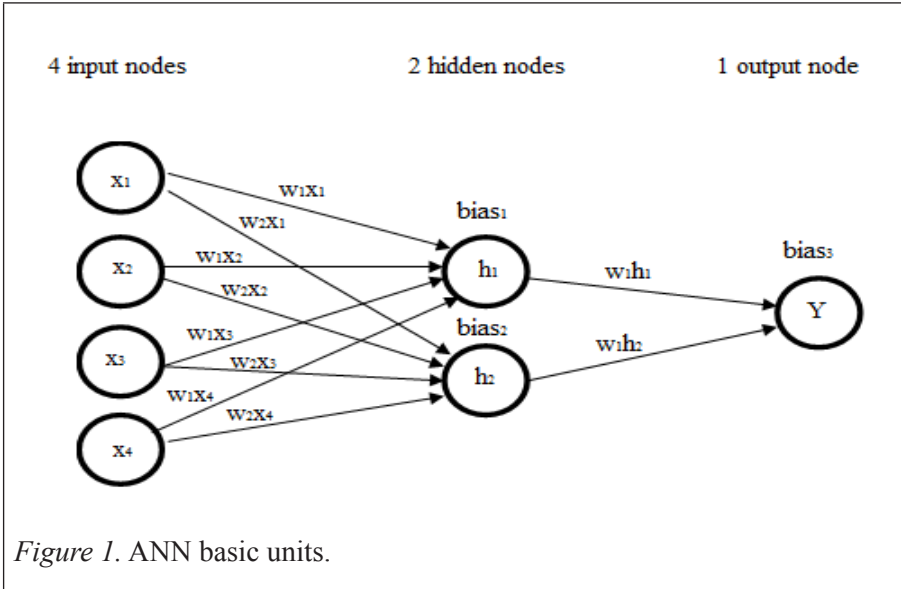 4 input nodes 2 hidden nodes 1 output node
x₁
w₁x₁
w₂x₁
bias₁
bias₃
x₂
w₁x₂
h₁
w₁h₁
w₂x₂
Y
bias₂
x₃
w₁x₃
w₂x₃
w₁h₂
h₂
w₁x₄
w₂x₄
x₄
Figure 1. ANN basic units.